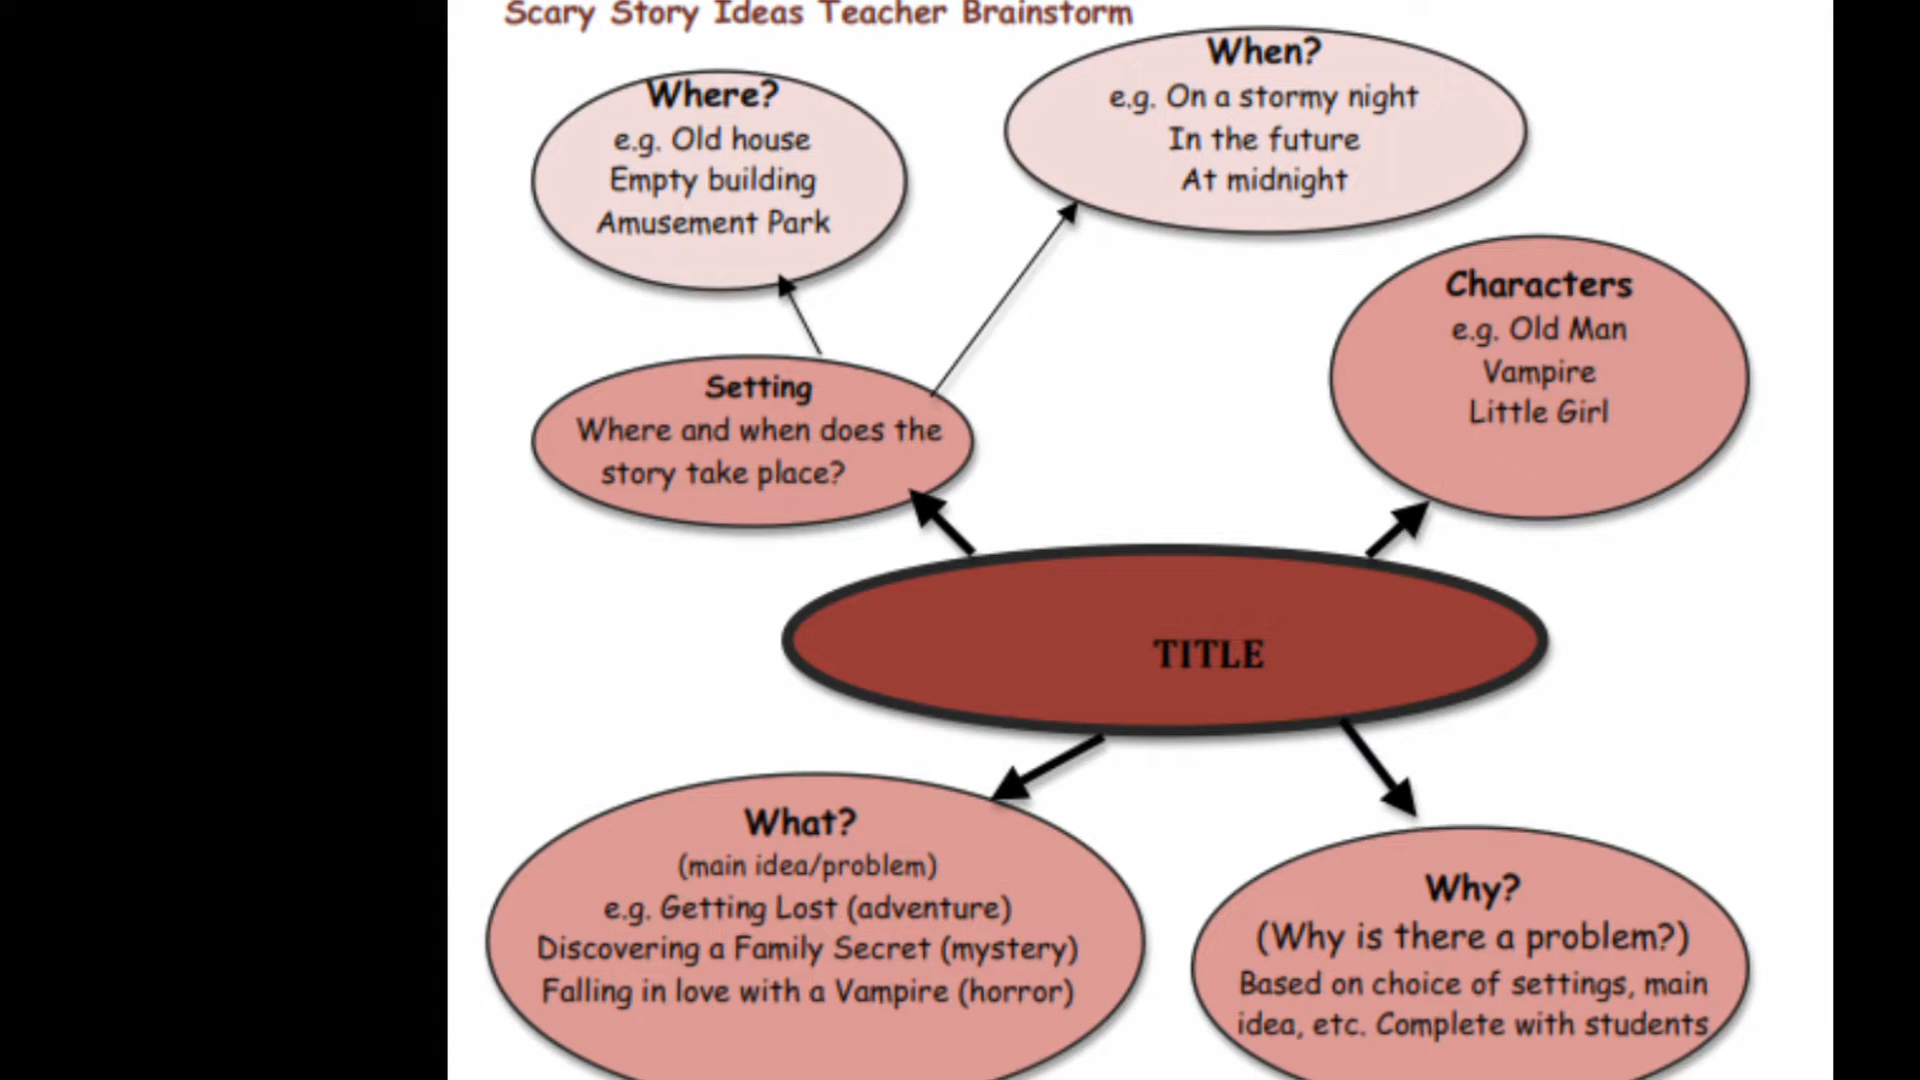 Scary Story Ideas Teacher Brainstorm
Where?
e.g. Old house
Empty building
Amusement Park
When?
e.g. On a stormy night
In the future
At midnight
Characters
e.g. Old Man
Vampire
Little Girl
Setting
Where and when does the
story take place?
TITLE
What?
(main idea/problem)
e.g. Getting Lost (adventure)
Discovering a Family Secret (mystery)
Falling in love with a Vampire (horror)
Why?
(Why is there a problem?)
Based on choice of settings, main
idea, etc. Complete with students